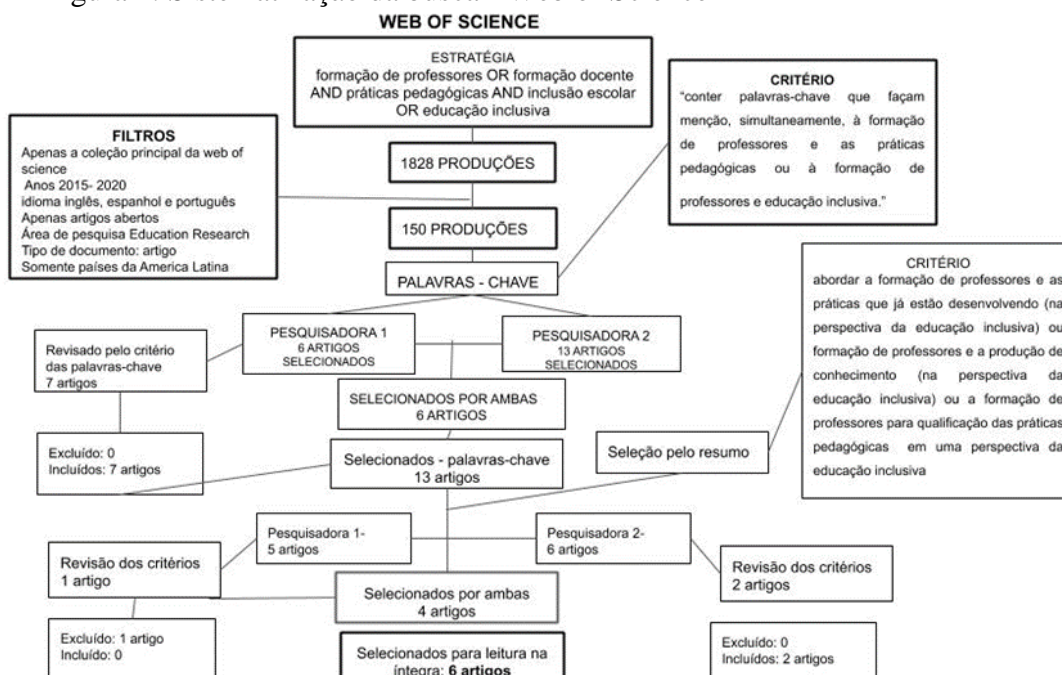 WEB OF SCIENCE
ESTRATÉGIA
formação de professores OR formação docente
AND práticas pedagógicas AND inclusão escolar
OR educação inclusiva
CRITÉRIO
“conter palavras-chave que façam
menção, simultaneamente, à formação
de professores e as práticas
pedagógicas ou à formação de
professores e educação inclusiva.”
FILTROS
Apenas a coleção principal da web of
science
Anos 2015- 2020
idioma inglês, espanhol e português
Apenas artigos abertos
Área de pesquisa Education Research
Tipo de documento: artigo
Somente países da America Latina
1828 PRODUÇÕES
150 PRODUÇÕES
PALAVRAS - CHAVE
CRITÉRIO
abordar a formação de professores e as
práticas que já estão desenvolvendo (na
perspectiva da educação inclusiva) ou
formação de professores e a produção de
conhecimento (na perspectiva da
educação inclusiva) ou a formação de
professores para qualificação das práticas
pedagógicas em uma perspectiva da
educação inclusiva
PESQUISADORA 1
6 ARTIGOS
SELECIONADOS
PESQUISADORA 2
13 ARTIGOS
SELECIONADOS
Revisado pelo critério
das palavras-chave
7 artigos
SELECIONADOS POR AMBAS
6 ARTIGOS
Excluído: 0
Incluídos: 7 artigos
Selecionados - palavras-chave
13 artigos
Seleção pelo resumo
Pesquisadora 1-
5 artigos
Pesquisadora 2-
6 artigos
Revisão dos critérios
1 artigo
Revisão dos critérios
2 artigos
Selecionados por ambas
4 artigos
Excluído: 1 artigo
Incluído: 0
Selecionados para leitura na
íntegra: 6 artigos
Excluído: 0
Incluídos: 2 artigos